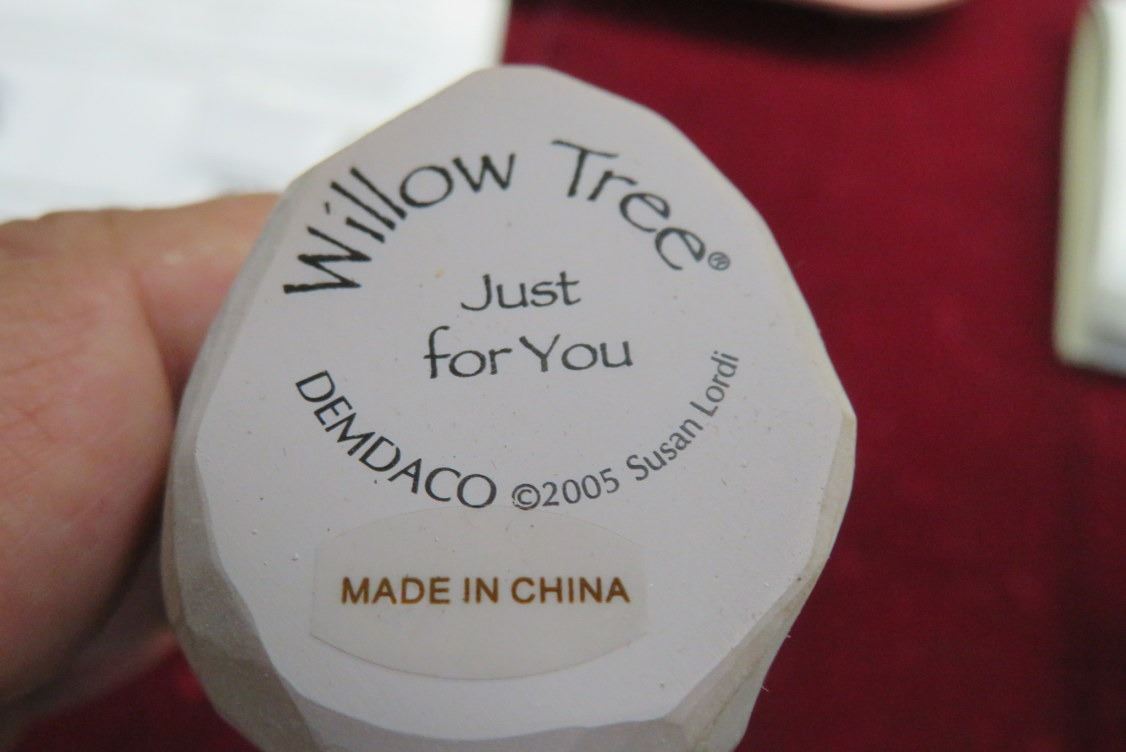 Willow Tree®
Just
for You
DEMDACO ©2005 Susan Lordi
MADE IN CHINA